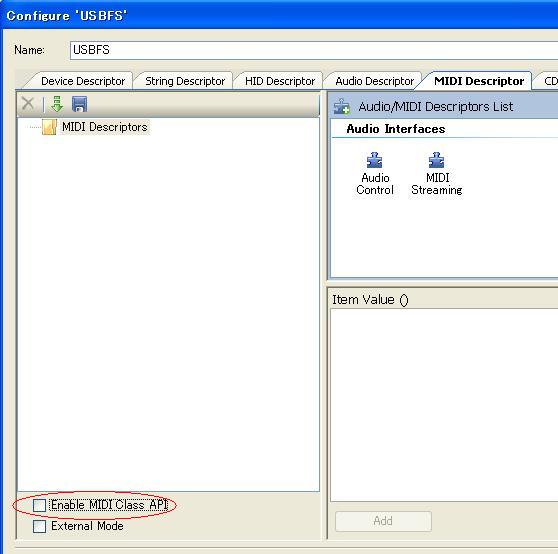 Configure 'USBFS'
Name: USBFS
Device Descriptor String Descriptor HID Descriptor Audio Descriptor MIDI Descriptor CD
MIDI Descriptors
Audio/MIDI Descriptors List
Audio Interfaces
Audio Control
MIDI Streaming
Item Value ()
Enable MIDI Class API
External Mode
Add